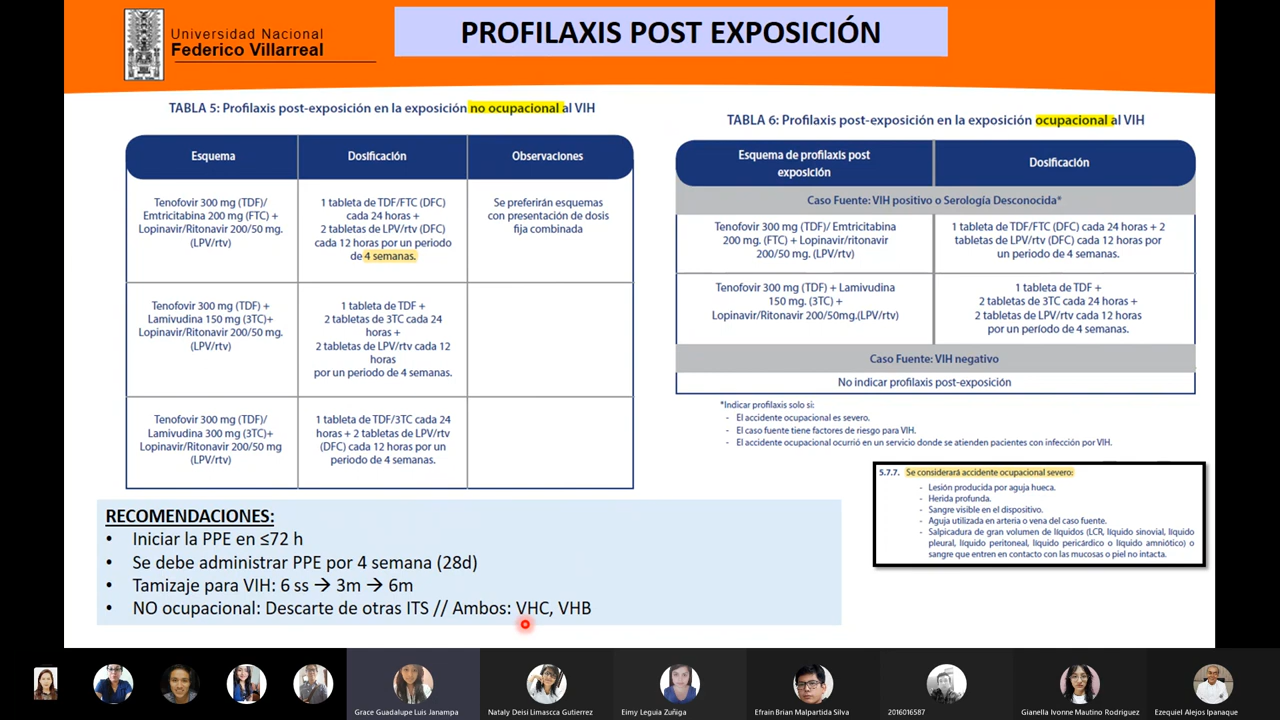 Universidad Nacional
Federico Villarreal
PROFILAXIS POST EXPOSICIÓN
TABLA 5: Profilaxis post-exposición en la exposición no ocupacional al VIH
Esquema
Dosificación
Observaciones
Tenofovir 300 mg (TDF)/
Emtricitabina 200 mg (FTC) +
Lopinavir/Ritonavir 200/50 mg.
(LPV/rtv)
1 tableta de TDF/FTC (DFC)
cada 24 horas +
2 tabletas de LPV/rtv (DFC)
cada 12 horas por un periodo
de 4 semanas.
Se preferirán esquemas
con presentación de dosis
fija combinada
Tenofovir 300 mg (TDF) +
Lamivudina 150 mg (3TC)+
Lopinavir/Ritonavir 200/50 mg.
(LPV/rtv)
1 tableta de TDF +
2 tabletas de 3TC cada 24
horas +
2 tabletas de LPV/rtv cada 12
horas
por un periodo de 4 semanas.
Tenofovir 300 mg (TDF)/
Lamivudina 300 mg (3TC)+
Lopinavir/Ritonavir 200/50 mg
(LPV/rtv)
1 tableta de TDF/3TC cada 24
horas + 2 tabletas de LPV/rtv
(DFC) cada 12 horas por un
periodo de 4 semanas.
TABLA 6: Profilaxis post-exposición en la exposición ocupacional al VIH
Esquema de profilaxis post
exposición
Dosificación
Caso Fuente: VIH positivo o Serología Desconocida*
Tenofovir 300 mg (TDF)/ Emtricitabina
200 mg. (FTC) + Lopinavir/ritonavir
200/50 mg. (LPV/rtv)
1 tableta de TDF/FTC (DFC) cada 24 horas + 2
tabletas de LPV/rtv (DFC) cada 12 horas por
un periodo de 4 semanas.
Tenofovir 300 mg (TDF) + Lamivudina
150 mg. (3TC) +
Lopinavir/Ritonavir 200/50mg.(LPV/rtv)
1 tableta de TDF +
2 tabletas de 3TC cada 24 horas +
2 tabletas de LPV/rtv cada 12 horas
por un período de 4 semanas.
Caso Fuente: VIH negativo
No indicar profilaxis post-exposición
*Indicar profilaxis solo si:
- El accidente ocupacional es severo.
- El caso fuente tiene factores de riesgo para VIH.
- El accidente ocupacional ocurrió en un servicio donde se atienden pacientes con infección por VIH.
5.7.7. Se considerará accidente ocupacional severo:
- Lesión producida por aguja hueca.
- Herida profunda.
- Sangre visible en el dispositivo.
- Aguja utilizada en arteria o vena del caso fuente.
- Salpicadura de gran volumen de líquidos (LCR, líquido sinovial, líquido
pleural, líquido peritoneal, líquido pericárdico o líquido amniótico) o
sangre que entren en contacto con las mucosas o piel no intacta.
RECOMENDACIONES:
• Iniciar la PPE en ≤72 h
• Se debe administrar PPE por 4 semana (28d)
• Tamizaje para VIH: 6 ss → 3m → 6m
• NO ocupacional: Descarte de otras ITS // Ambos: VHC, VHB
Grace Guadalupe Luis Janampa
Nataly Deisi Limascca Gutierrez
Eimy Leguia Zuñiga
Efrain Brian Malpartida Silva
2016016587
Gianella Ivonne Mautino Rodriguez
Ezequiel Alejos Ipanaque